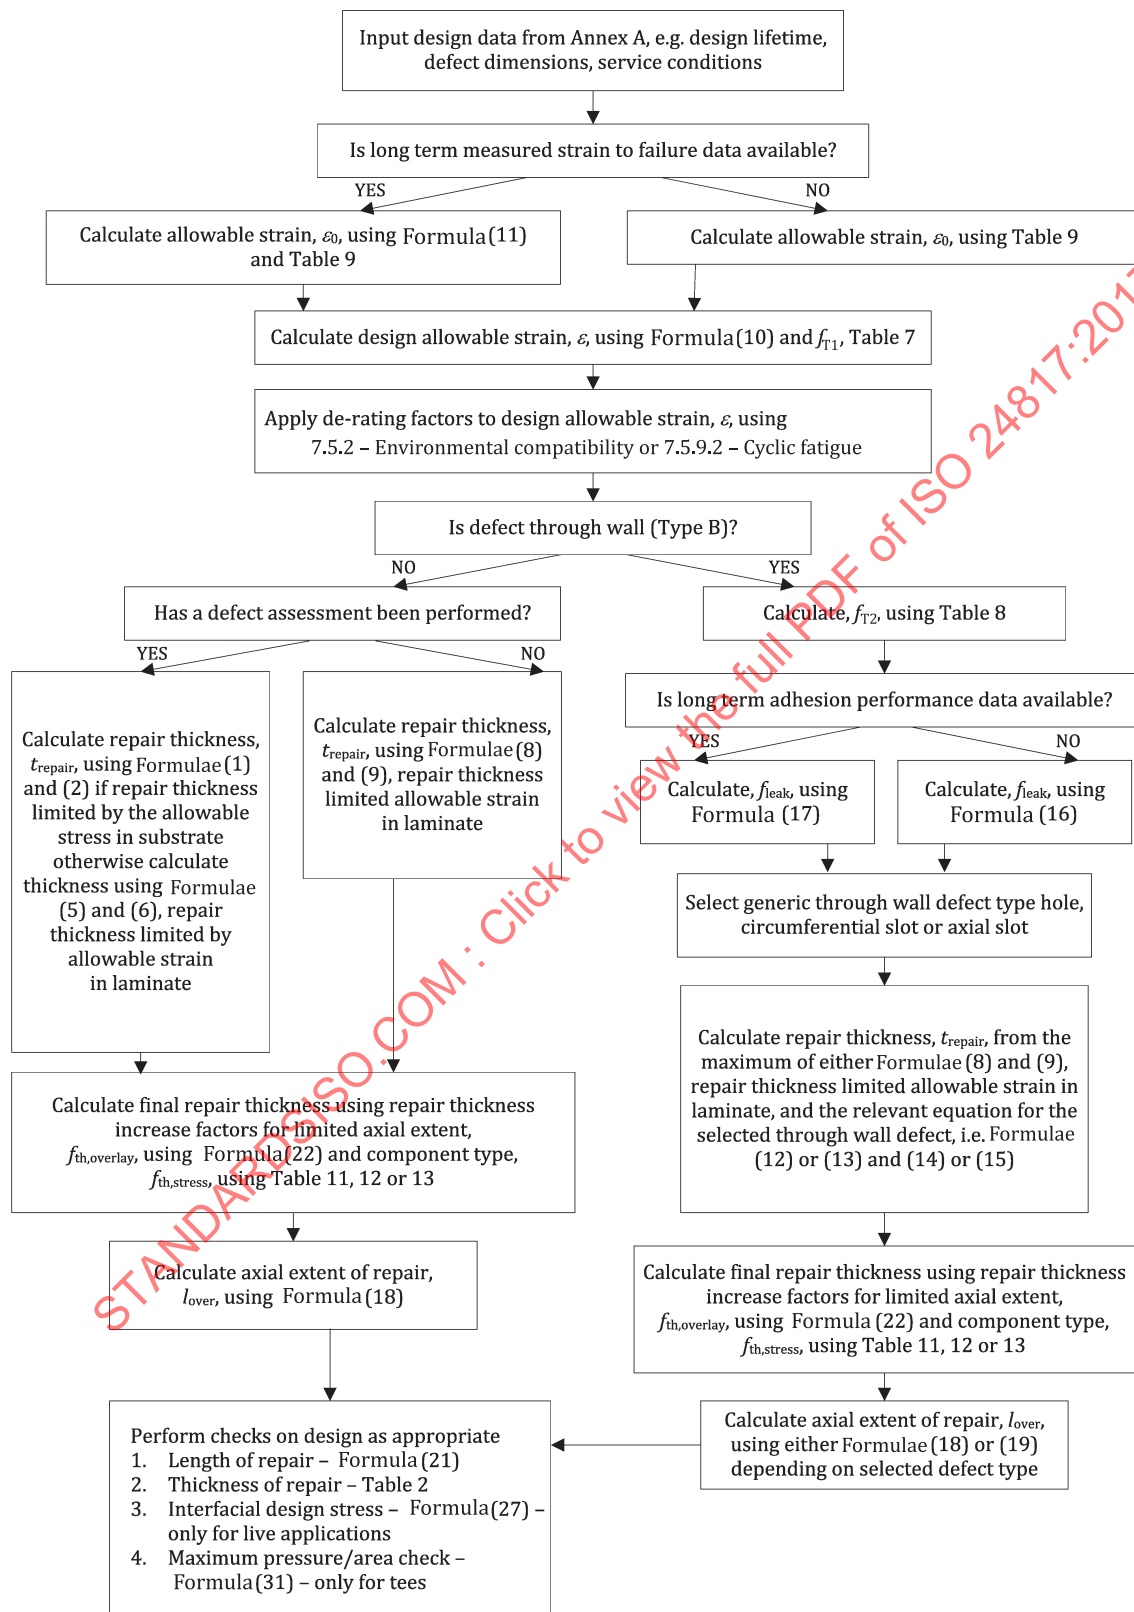 Input design data from Annex A, e.g. design lifetime,
defect dimensions, service conditions
Is long term measured strain to failure data available?
YES
NO
Calculate allowable strain, ε0, using Formula (11)
and Table 9
Calculate allowable strain, ε0, using Table 9
Calculate design allowable strain, ε, using Formula (10) and fT1, Table 7
Apply de-rating factors to design allowable strain, ε, using
7.5.2 – Environmental compatibility or 7.5.9.2 – Cyclic fatigue
Is defect through wall (Type B)?
NO
YES
Has a defect assessment been performed?
Calculate, fT2, using Table 8
YES
NO
Is long term adhesion performance data available?
YES
NO
Calculate repair thickness,
trepair, using Formulae (1)
and (2) if repair thickness
limited by the allowable
stress in substrate
otherwise calculate
thickness using Formulae
(5) and (6), repair
thickness limited by
allowable strain
in laminate
Calculate repair thickness,
trepair, using Formulae (8)
and (9), repair thickness
limited allowable strain
in laminate
Calculate, fleak, using
Formula (17)
Calculate, fleak, using
Formula (16)
Select generic through wall defect type hole,
circumferential slot or axial slot
Calculate repair thickness, trepair, from the
maximum of either Formulae (8) and (9),
repair thickness limited allowable strain in
laminate, and the relevant equation for the
selected through wall defect, i.e. Formulae
(12) or (13) and (14) or (15)
Calculate final repair thickness using repair thickness
increase factors for limited axial extent,
fth,overlay, using Formula (22) and component type,
fth,stress, using Table 11, 12 or 13
Calculate axial extent of repair,
lover, using Formula (18)
Calculate final repair thickness using repair thickness
increase factors for limited axial extent,
fth,overlay, using Formula (22) and component type,
fth,stress, using Table 11, 12 or 13
Calculate axial extent of repair, lover,
using either Formulae (18) or (19)
depending on selected defect type
Perform checks on design as appropriate
1. Length of repair – Formula (21)
2. Thickness of repair – Table 2
3. Interfacial design stress – Formula (27) –
only for live applications
4. Maximum pressure/area check –
Formula (31) – only for tees
STANDARDSISO.COM : Click to view the full PDF of ISO 24817:2017